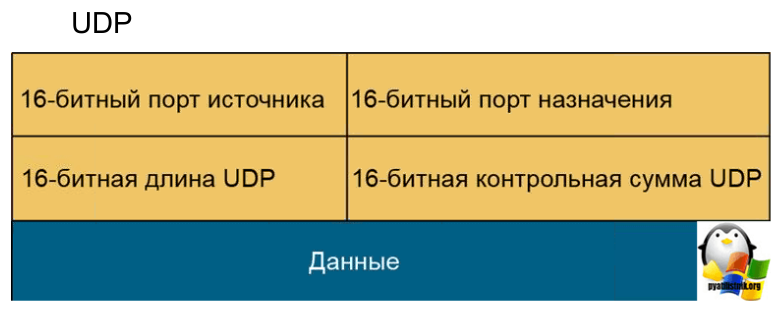 UDP
16-битный порт источника
16-битный порт назначения
16-битная длина UDP
16-битная контрольная сумма UDP
Данные
pyatilistnik.org